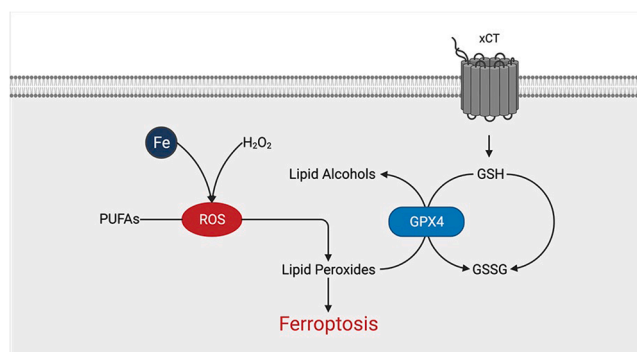 xCT
Fe
H₂O₂
Lipid Alcohols
GSH
PUFAs
ROS
GPX4
Lipid Peroxides
GSSG
Ferroptosis